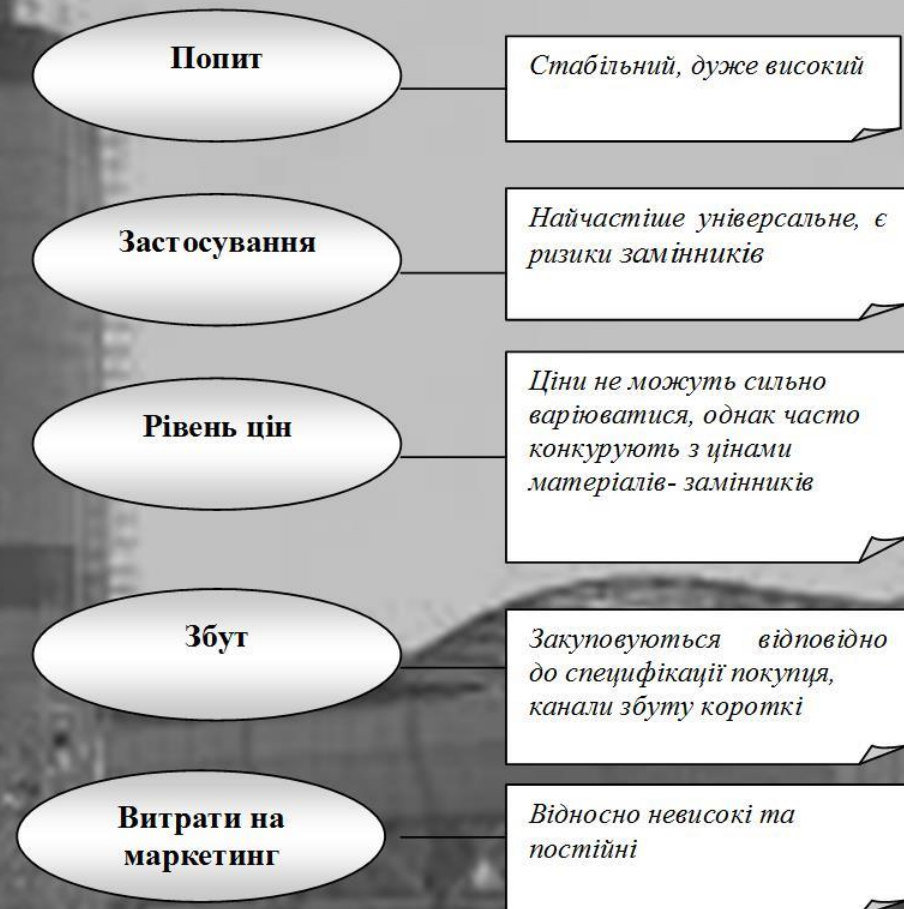 Попит
Стабільний, дуже високий
Застосування
Найчастіше універсальне, є
ризики замінників
Рівень цін
Ціни не можуть сильно
варіюватися, однак часто
конкурують з цінами
матеріалів- замінників
Збут
Закуповуються відповідно
до специфікації покупця,
канали збуту короткі
Витрати на
маркетинг
Відносно невисокі та
постійні